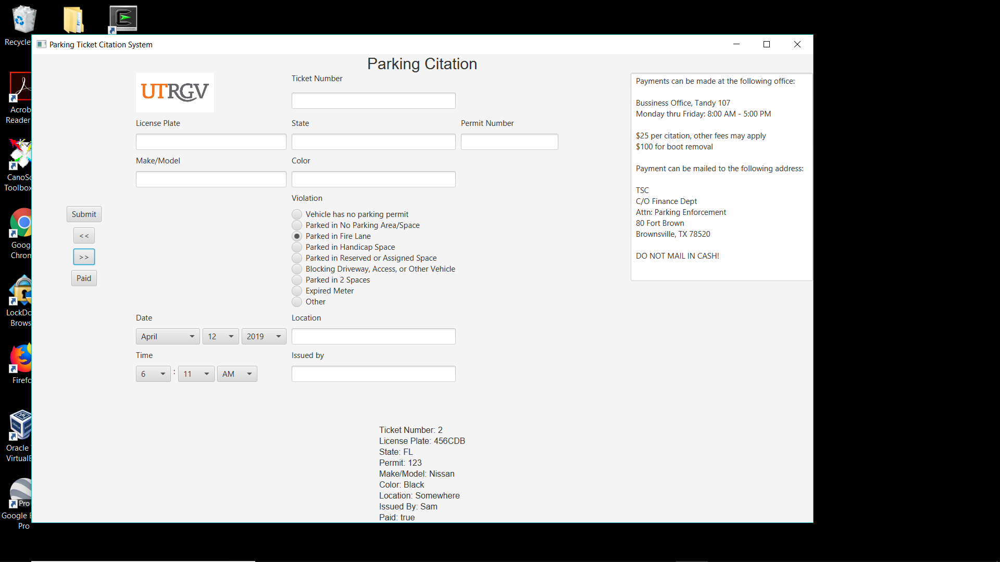 Recycle
Parking Ticket Citation System
Parking Citation
UTRGV
Ticket Number
License Plate
State
Permit Number
Make/Model
Color
Violation
Vehicle has no parking permit
Parked in No Parking Area/Space
Parked in Fire Lane
Parked in Handicap Space
Parked in Reserved or Assigned Space
Blocking Driveway, Access, or Other Vehicle
Parked in 2 Spaces
Expired Meter
Other
Submit
<<
>>
Paid
Date
Location
April 12 2019
Time
Issued by
6 : 11 AM
Ticket Number: 2
License Plate: 456CDB
State: FL
Permit: 123
Make/Model: Nissan
Color: Black
Location: Somewhere
Issued By: Sam
Paid: true
Payments can be made at the following office:
Bussiness Office, Tandy 107
Monday thru Friday: 8:00 AM - 5:00 PM
$25 per citation, other fees may apply
$100 for boot removal
Payment can be mailed to the following address:
TSC
C/O Finance Dept
Attn: Parking Enforcement
80 Fort Brown
Brownsville, TX 78520
DO NOT MAIL IN CASH!
Acrob
Reader
CanoSc
Toolbox
Goog
Chrom
LockDo
Brows
Firefo
Oracle
VirtualB
Pro
Google E
Pro